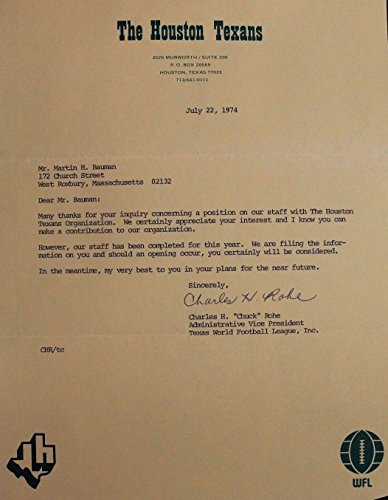 The Houston Texans
2525 MURWORTH / SUITE 209
P. O. BOX 20569
HOUSTON, TEXAS 77025
713/661-0111
July 22, 1974
Mr. Martin H. Bauman
172 Church Street
West Roxbury, Massachusetts 02132
Dear Mr. Bauman:
Many thanks for your inquiry concerning a position on our staff with The Houston
Texans Organization. We certainly appreciate your interest and I know you can
make a contribution to our organization.
However, our staff has been completed for this year. We are filing the infor-
mation on you and should an opening occur, you certainly will be considered.
In the meantime, my very best to you in your plans for the near future.
Sincerely,
Charles H. Rohe
Charles H. "Chuck" Rohe
Administrative Vice President
Texas World Football League, Inc.
CHR/tc
h
WFL